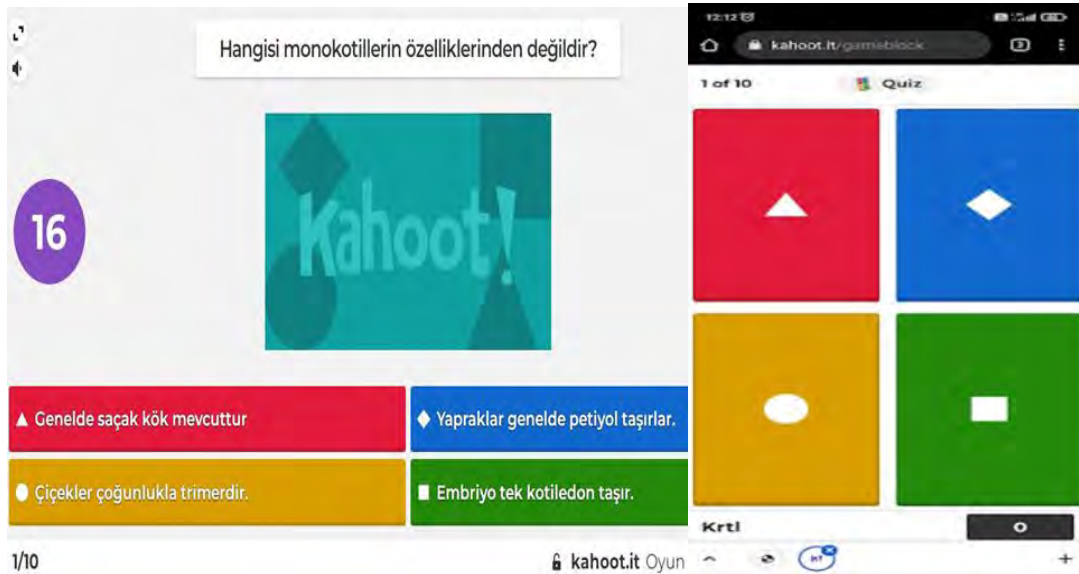 Hangisi monokotillerin özelliklerinden değildir?
16
Kahoot!
▲ Genelde saçak kök mevcuttur
◆ Yapraklar genelde petiyol taşırlar.
● Çiçekler çoğunlukla trimerdir.
■ Embriyo tek kotiledon taşır.
1/10
kahoot.it Oyun
12:12
kahoot.it/gameblock
1 of 10
Quiz
Krtl
0